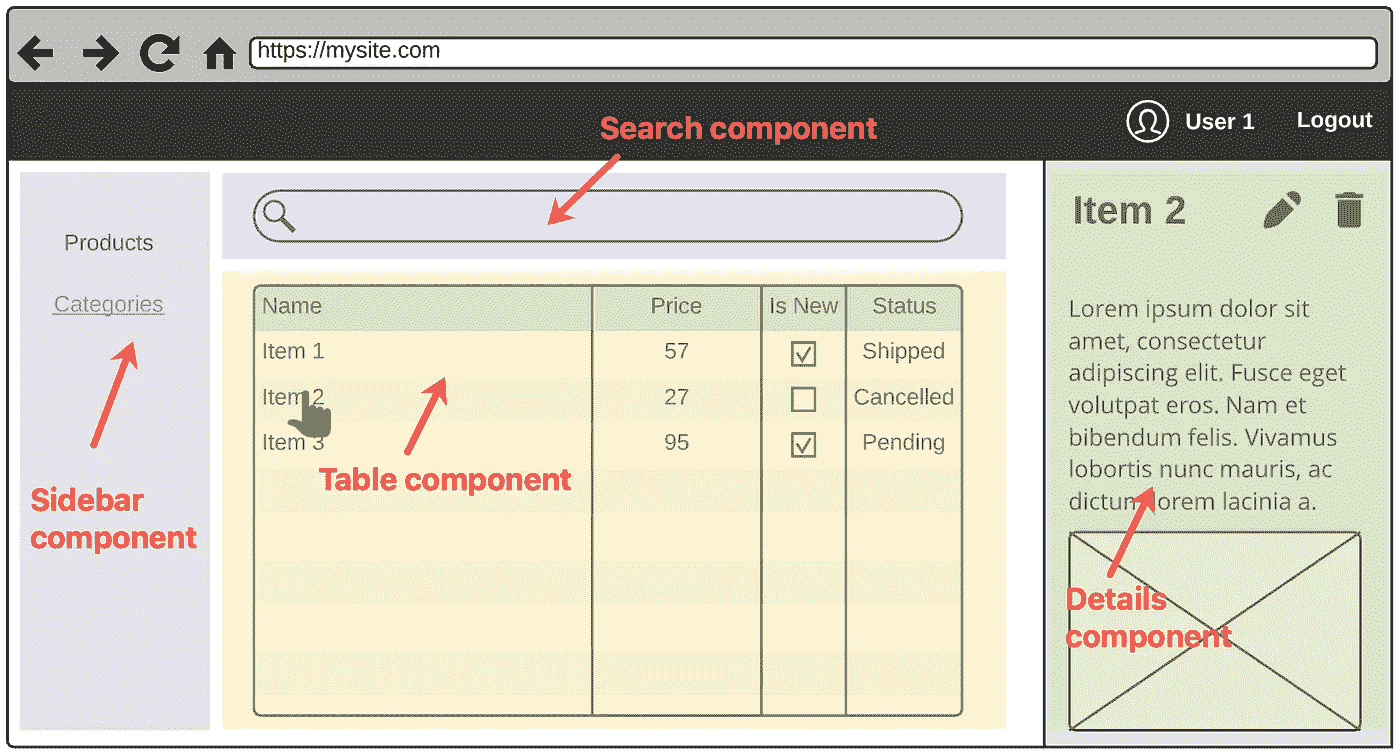 https://mysite.com
Search component
User 1 Logout
Products
Categories
Sidebar
component
Name Price Is New Status
Item 1 57 Shipped
Item 2 27 Cancelled
Item 3 95 Pending
Table component
Item 2
Lorem ipsum dolor sit
amet, consectetur
adipiscing elit. Fusce eget
volutpat eros. Nam et
bibendum felis. Vivamus
lobortis nunc mauris, ac
dictum lorem lacinia a.
Details
component